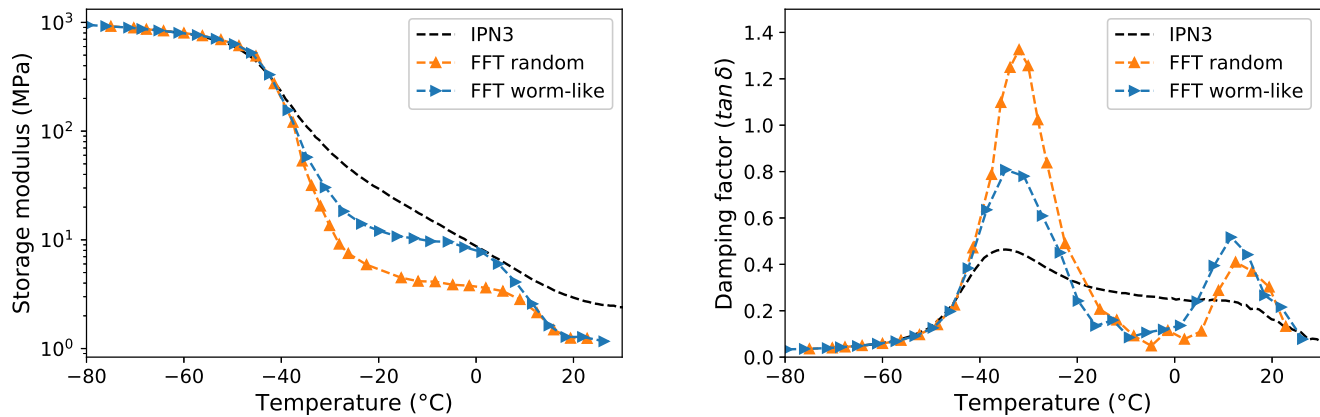 Storage modulus (MPa)
10³
10²
10¹
10⁰
−80
−60
−40
−20
0
20
Temperature (°C)
IPN3
FFT random
FFT worm-like
Damping factor (tan δ)
1.4
1.2
1.0
0.8
0.6
0.4
0.2
0.0
−80
−60
−40
−20
0
20
Temperature (°C)
IPN3
FFT random
FFT worm-like